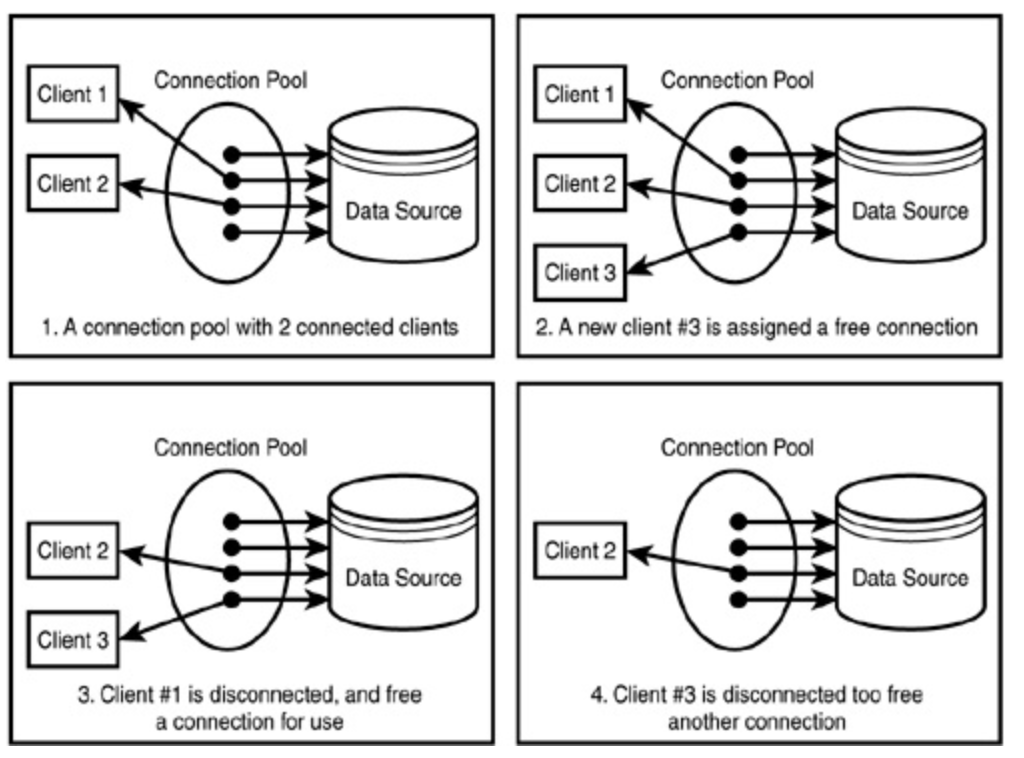 Connection Pool
Client 1
Client 2
Data Source
1. A connection pool with 2 connected clients
Connection Pool
Client 1
Client 2
Client 3
Data Source
2. A new client #3 is assigned a free connection
Connection Pool
Client 2
Client 3
Data Source
3. Client #1 is disconnected, and free
a connection for use
Connection Pool
Client 2
Data Source
4. Client #3 is disconnected too free
another connection